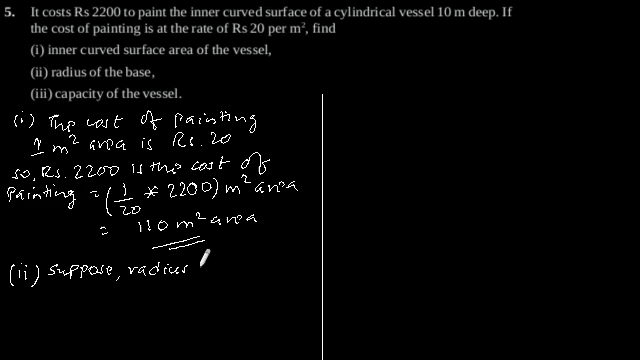 5. It costs Rs 2200 to paint the inner curved surface of a cylindrical vessel 10 m deep. If
the cost of painting is at the rate of Rs 20 per m², find
(i) inner curved surface area of the vessel,
(ii) radius of the base,
(iii) capacity of the vessel.
(i) The cost of painting
1 m² area is Rs. 20
so, Rs. 2200 is the cost of
painting = (1/20 * 2200) m² area
= 110 m² area
(ii) suppose, radius